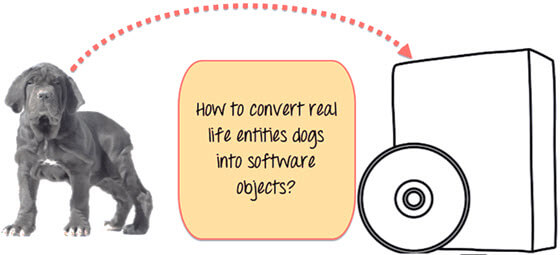 How to convert real
life entities dogs
into software
objects?